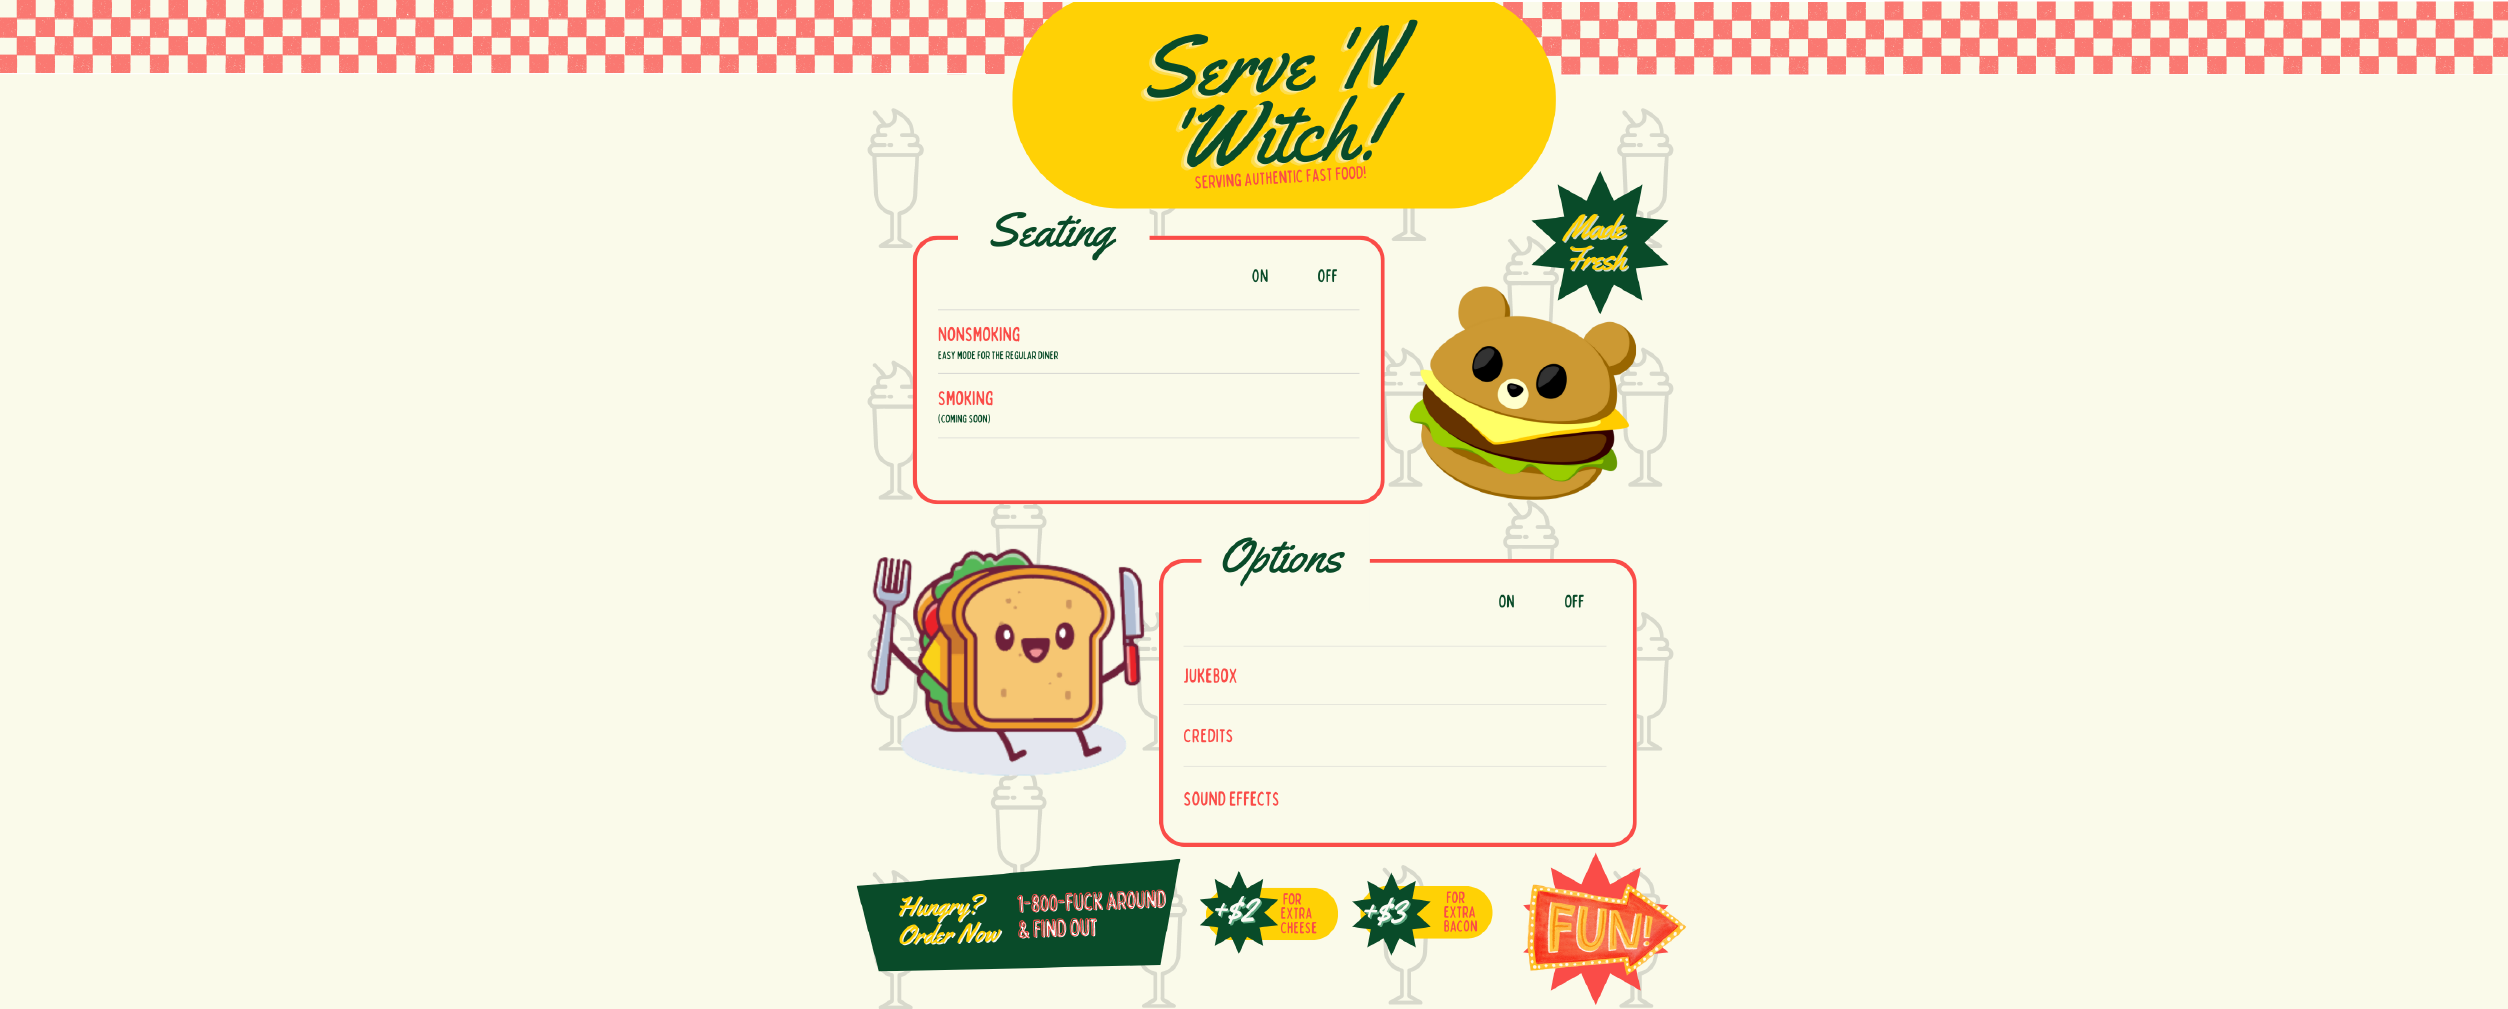 Serve 'N
'Witch!
SERVING AUTHENTIC FAST FOOD!
Made
Fresh
Seating
ON OFF
NONSMOKING
EASY MODE FOR THE REGULAR DINER
SMOKING
(COMING SOON)
Options
ON OFF
JUKEBOX
CREDITS
SOUND EFFECTS
Hungry?
Order Now
1-800-FUCK AROUND
& FIND OUT
+$2
FOR
EXTRA
CHEESE
+$3
FOR
EXTRA
BACON
FUN!